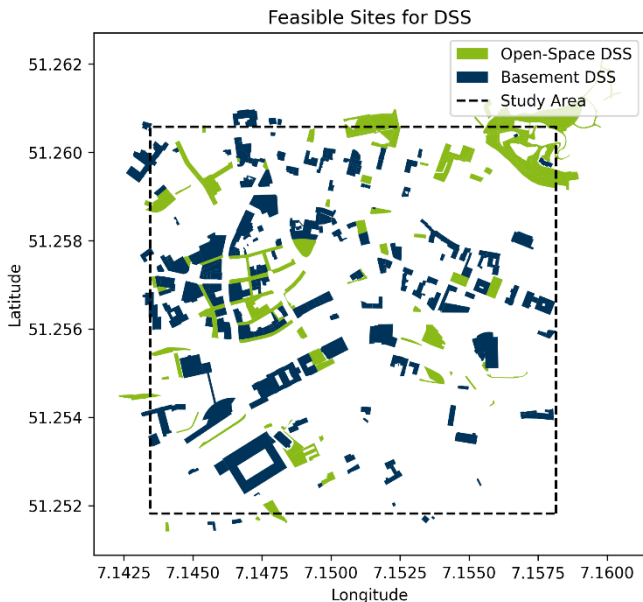 Feasible Sites for DSS
Open-Space DSS
Basement DSS
Study Area
51.262
51.260
51.258
51.256
51.254
51.252
Latitude
7.1425 7.1450 7.1475 7.1500 7.1525 7.1550 7.1575 7.1600
Longitude